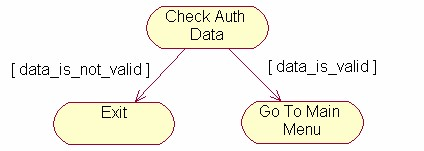 Check Auth
Data
[ data_is_not_valid ]
[ data_is_valid ]
Exit
Go To Main
Menu